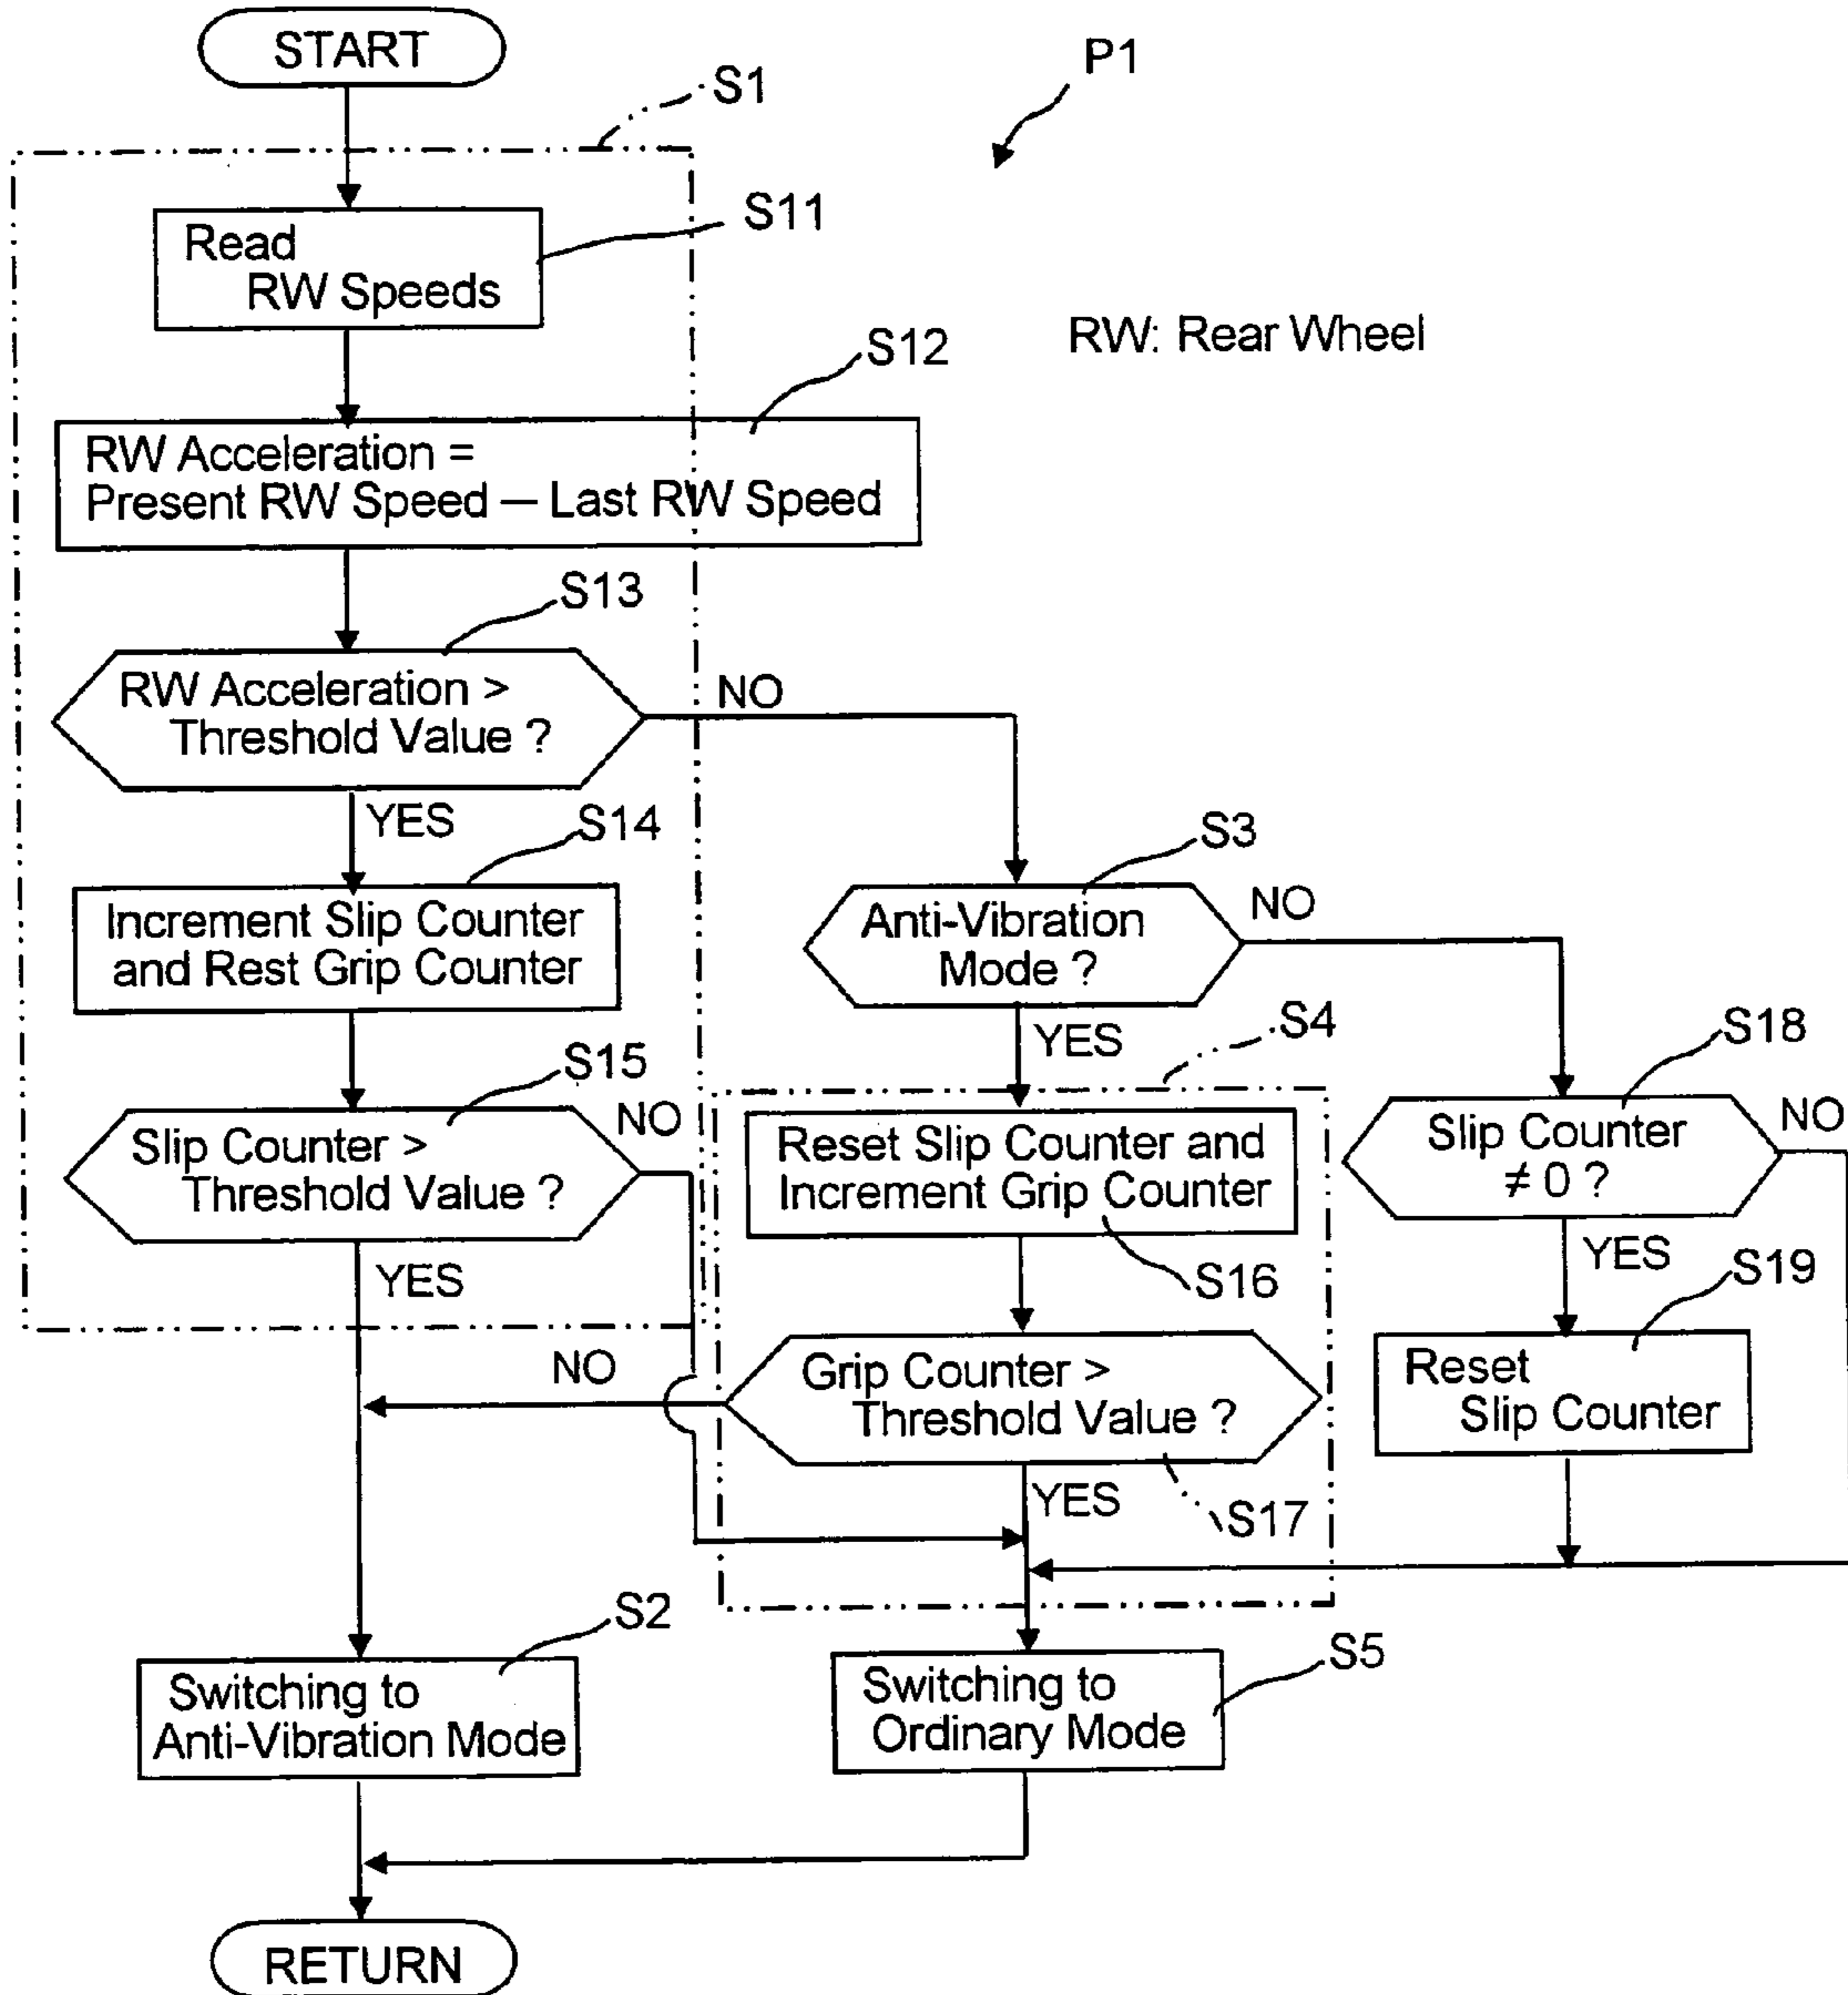 START
P1
S1
Read
RW Speeds
S11
RW: Rear Wheel
S12
RW Acceleration =
Present RW Speed — Last RW Speed
S13
RW Acceleration >
Threshold Value ?
NO
YES
S14
Increment Slip Counter
and Rest Grip Counter
S3
Anti-Vibration
Mode ?
NO
YES
S4
S15
Slip Counter >
Threshold Value ?
NO
YES
Reset Slip Counter and
Increment Grip Counter
S16
S18
Slip Counter
≠ 0 ?
NO
YES
S19
Reset
Slip Counter
Grip Counter >
Threshold Value ?
NO
YES
S17
S2
Switching to
Anti-Vibration Mode
S5
Switching to
Ordinary Mode
RETURN